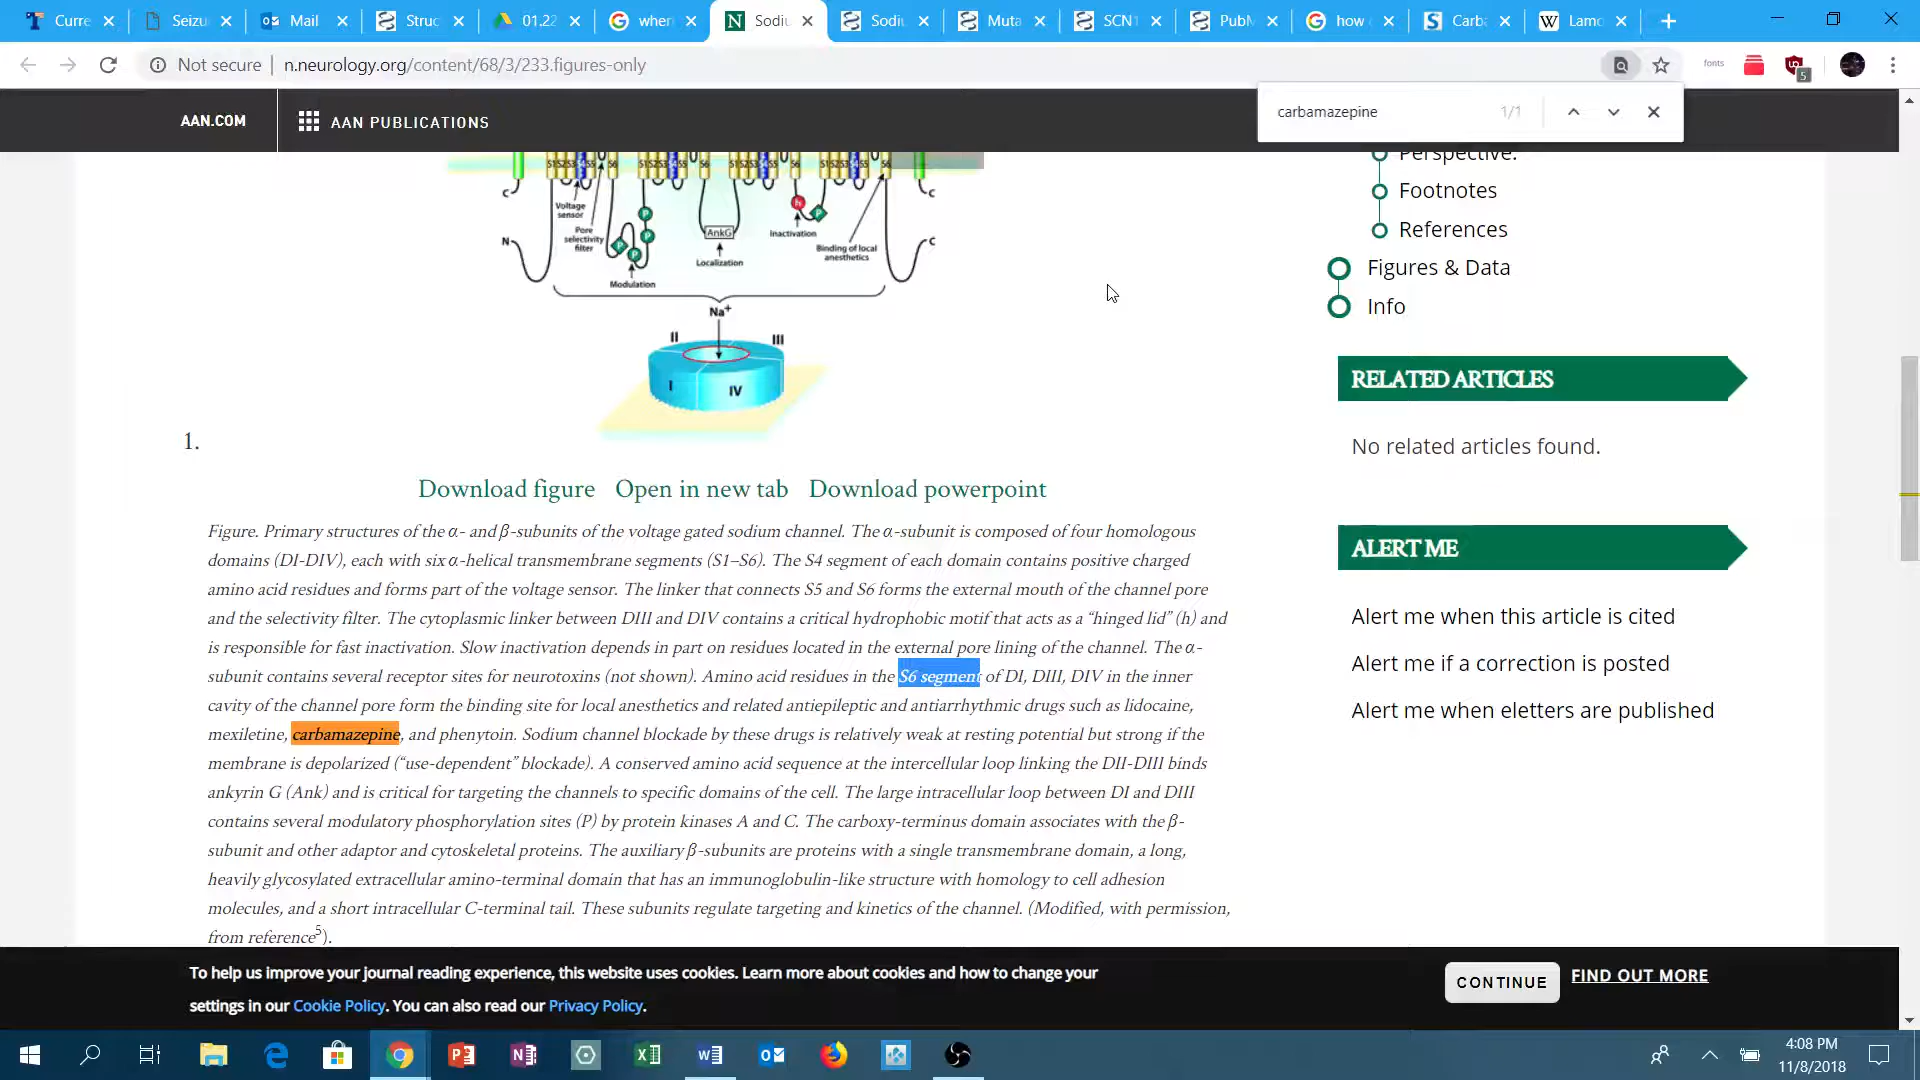 Curre
Seizu
Mail
Struc
01.22
when
Sodiu
Sodiu
Muta
SCN1
PubM
how
Carba
Lamo
Not secure
n.neurology.org/content/68/3/233.figures-only
fonts
5
carbamazepine
1/1
AAN.COM
AAN PUBLICATIONS
Perspective.
Footnotes
References
Figures & Data
Info
C
C
Voltage
sensor
P
Pore
selectivity
filter
P
P
P
AnkG
h
P
Inactivation
Localization
Binding of local
anesthetics
N
C
Modulation
Na+
II
III
I
IV
1.
Download figure Open in new tab Download powerpoint
Figure. Primary structures of the α- and β-subunits of the voltage gated sodium channel. The α-subunit is composed of four homologous
domains (DI-DIV), each with six α-helical transmembrane segments (S1–S6). The S4 segment of each domain contains positive charged
amino acid residues and forms part of the voltage sensor. The linker that connects S5 and S6 forms the external mouth of the channel pore
and the selectivity filter. The cytoplasmic linker between DIII and DIV contains a critical hydrophobic motif that acts as a “hinged lid” (h) and
is responsible for fast inactivation. Slow inactivation depends in part on residues located in the external pore lining of the channel. The α-
subunit contains several receptor sites for neurotoxins (not shown). Amino acid residues in the S6 segment of DI, DIII, DIV in the inner
cavity of the channel pore form the binding site for local anesthetics and related antiepileptic and antiarrhythmic drugs such as lidocaine,
mexiletine, carbamazepine, and phenytoin. Sodium channel blockade by these drugs is relatively weak at resting potential but strong if the
membrane is depolarized (“use-dependent” blockade). A conserved amino acid sequence at the intercellular loop linking the DII-DIII binds
ankyrin G (Ank) and is critical for targeting the channels to specific domains of the cell. The large intracellular loop between DI and DIII
contains several modulatory phosphorylation sites (P) by protein kinases A and C. The carboxy-terminus domain associates with the β-
subunit and other adaptor and cytoskeletal proteins. The auxiliary β-subunits are proteins with a single transmembrane domain, a long,
heavily glycosylated extracellular amino-terminal domain that has an immunoglobulin-like structure with homology to cell adhesion
molecules, and a short intracellular C-terminal tail. These subunits regulate targeting and kinetics of the channel. (Modified, with permission,
from reference5).
RELATED ARTICLES
No related articles found.
ALERT ME
Alert me when this article is cited
Alert me if a correction is posted
Alert me when eletters are published
To help us improve your journal reading experience, this website uses cookies. Learn more about cookies and how to change your
settings in our Cookie Policy. You can also read our Privacy Policy.
CONTINUE
FIND OUT MORE
4:08 PM
11/8/2018